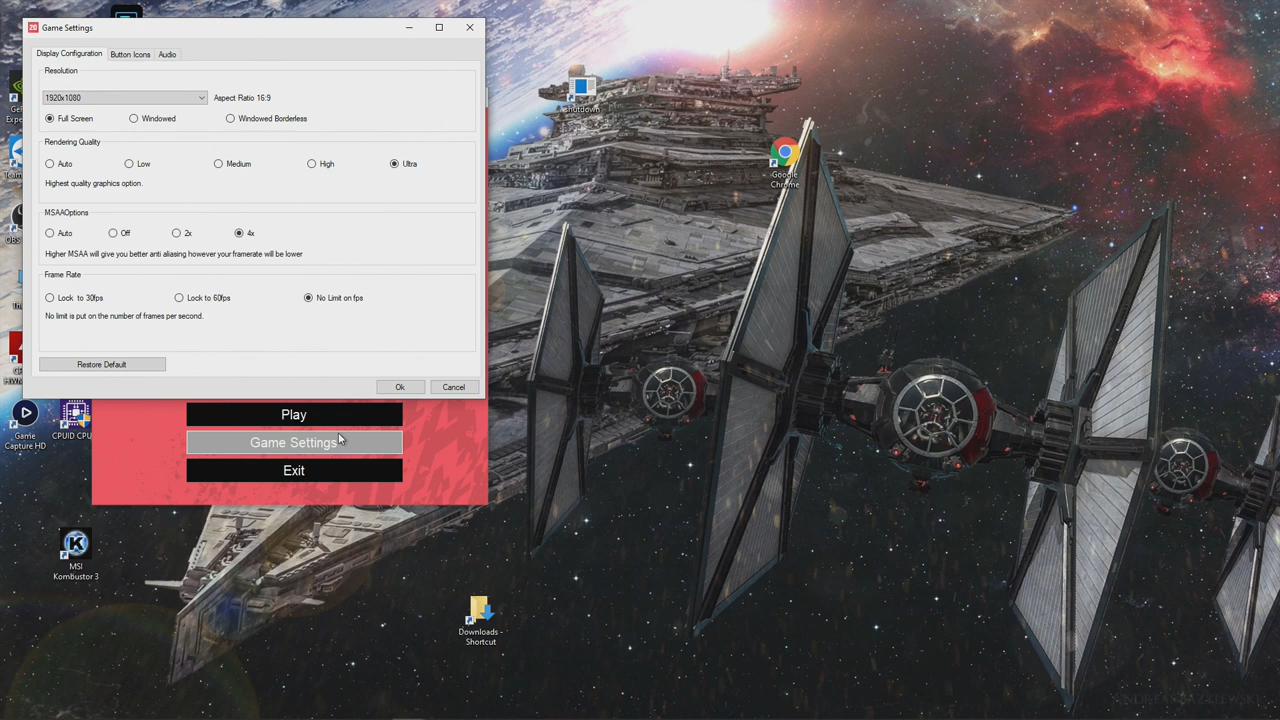 20 Game Settings
Display Configuration Button Icons Audio
Resolution
1920x1080 Aspect Ratio 16:9
Full Screen Windowed Windowed Borderless
Rendering Quality
Auto Low Medium High Ultra
Highest quality graphics option.
MSAAOptions
Auto Off 2x 4x
Higher MSAA will give you better anti aliasing however your framerate will be lower
Frame Rate
Lock to 30fps Lock to 60fps No Limit on fps
No limit is put on the number of frames per second.
Restore Default
Ok Cancel
Play
Game Settings
Exit
shutdown
Google
Chrome
Game
Capture HD
CPUID CPU
K
MSI
Kombustor 3
Downloads -
Shortcut